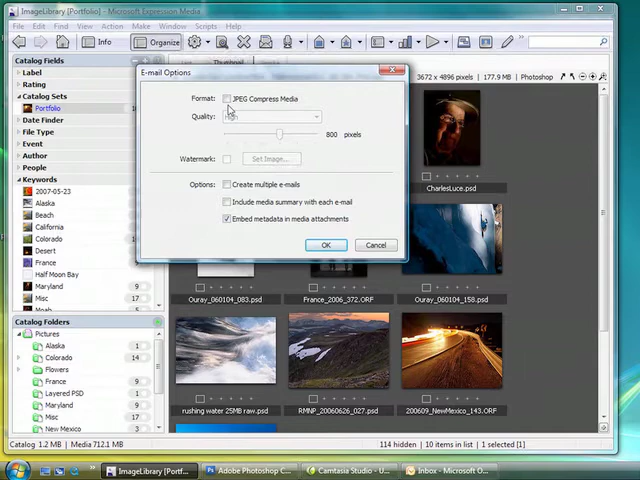 ImageLibrary [Portfolio] - Microsoft Expression Media
File Edit Make Window Scripts Help
Info
Organize
Catalog Fields
Label
Rating
Catalog Sets
Portfolio
Date Finder
File Type
Event
Author
People
Keywords
2007-05-23
Alaska
Beach
California
Colorado
Desert
France
Half Moon Bay
Maryland 9
Misc 17
Moab
Catalog Folders
Pictures
Alaska 1
Colorado 14
Flowers
France 9
Layered PSD
Maryland 9
Misc 17
New Mexico
3672 x 4896 pixels | 177.9 MB | Photoshop
E-mail Options
Format: JPEG Compress Media
Quality: High
800 pixels
Watermark: Set Image...
Options: Create multiple e-mails
Include media summary with each e-mail
Embed metadata in media attachments
OK Cancel
CharlesLuce.psd
Ouray_060104_083.psd France_2006_372.ORF Ouray_060104_158.psd
rushing water 25MB raw.psd RMNP_20060626_027.psd 200609_NewMexico_143.ORF
Catalog 1.2 MB | Media 712.1 MB
114 hidden | 10 items in list | 1 selected [1]
ImageLibrary [Portf... Adobe Photoshop C... Camtasia Studio - U... Inbox - Microsoft O...